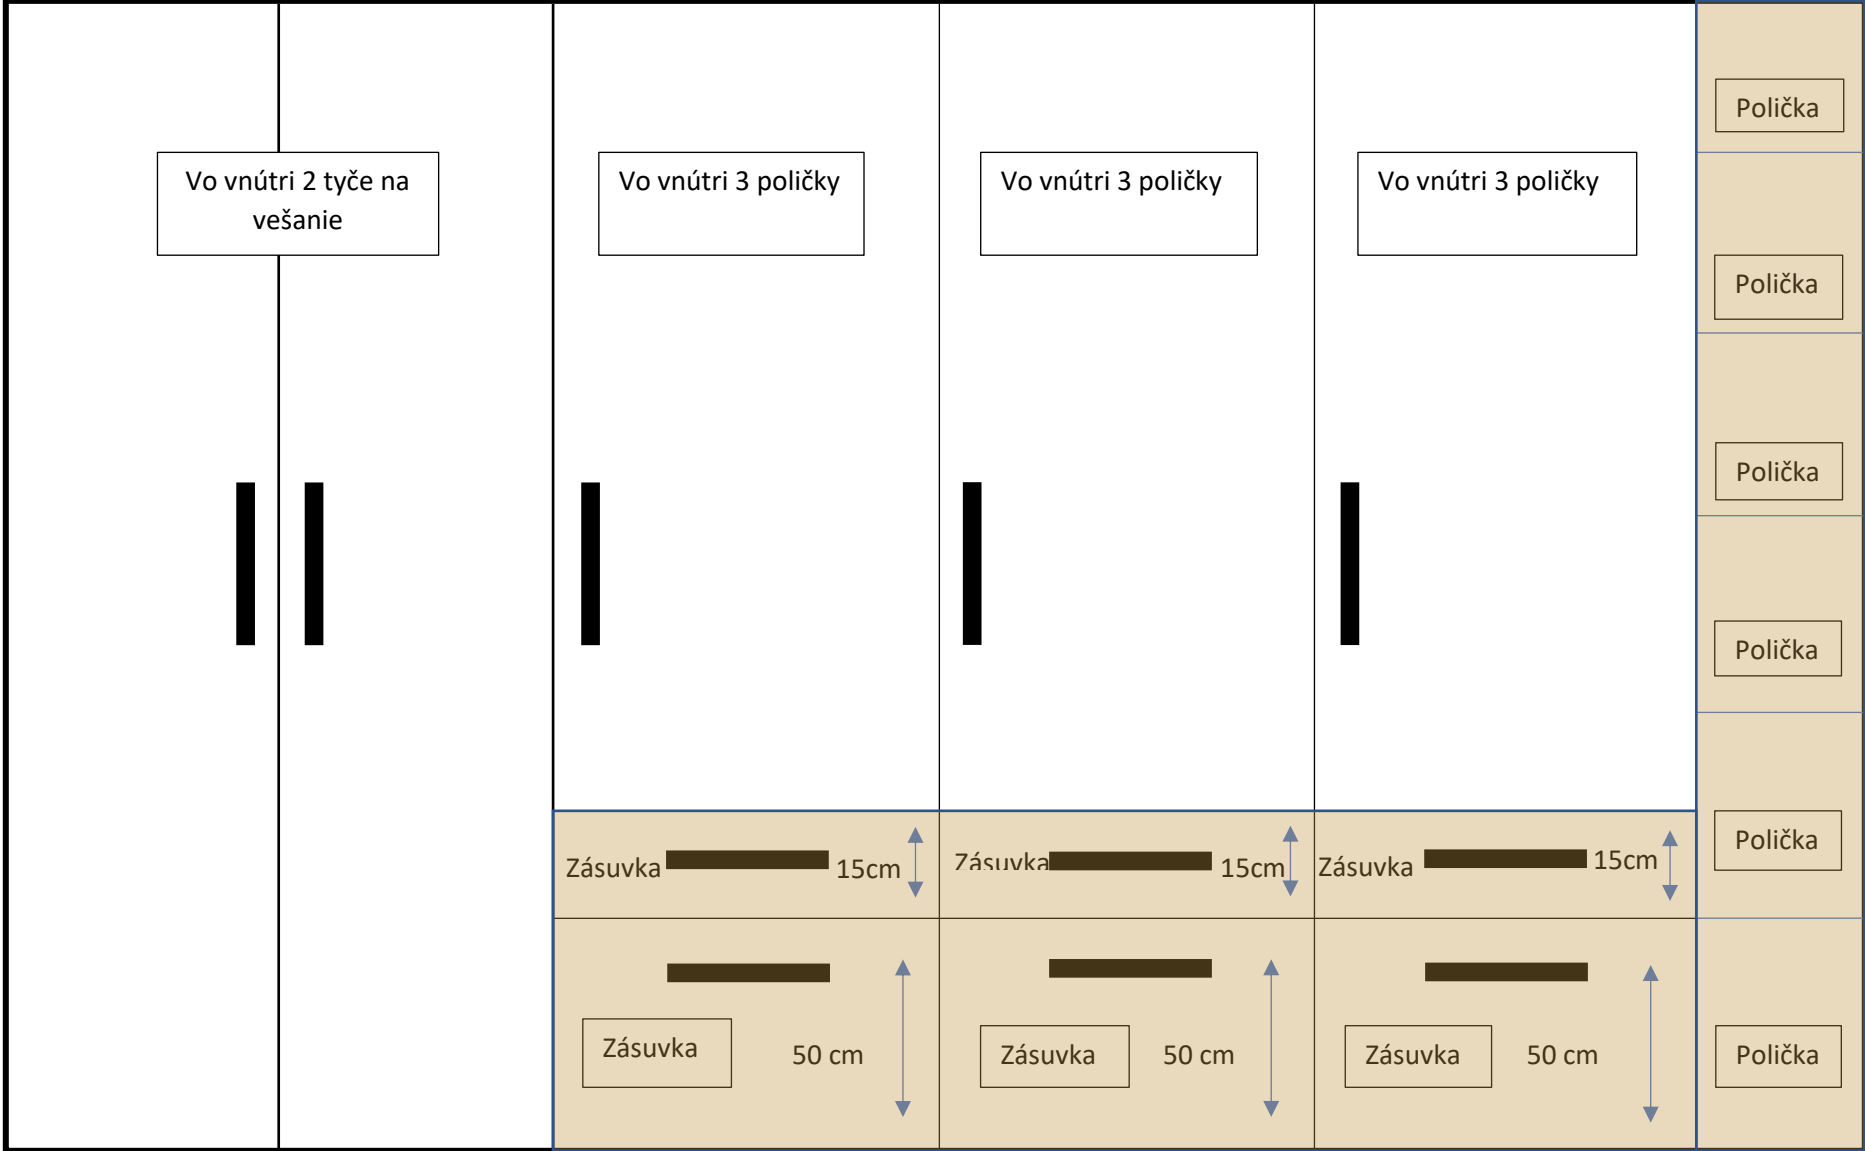 Polička
Vo vnútri 2 tyče na
vešanie
Vo vnútri 3 poličky
Vo vnútri 3 poličky
Vo vnútri 3 poličky
Polička
Polička
Polička
Polička
Zásuvka 15cm
Zásuvka 15cm
Zásuvka 15cm
Zásuvka 50 cm
Zásuvka 50 cm
Zásuvka 50 cm
Polička